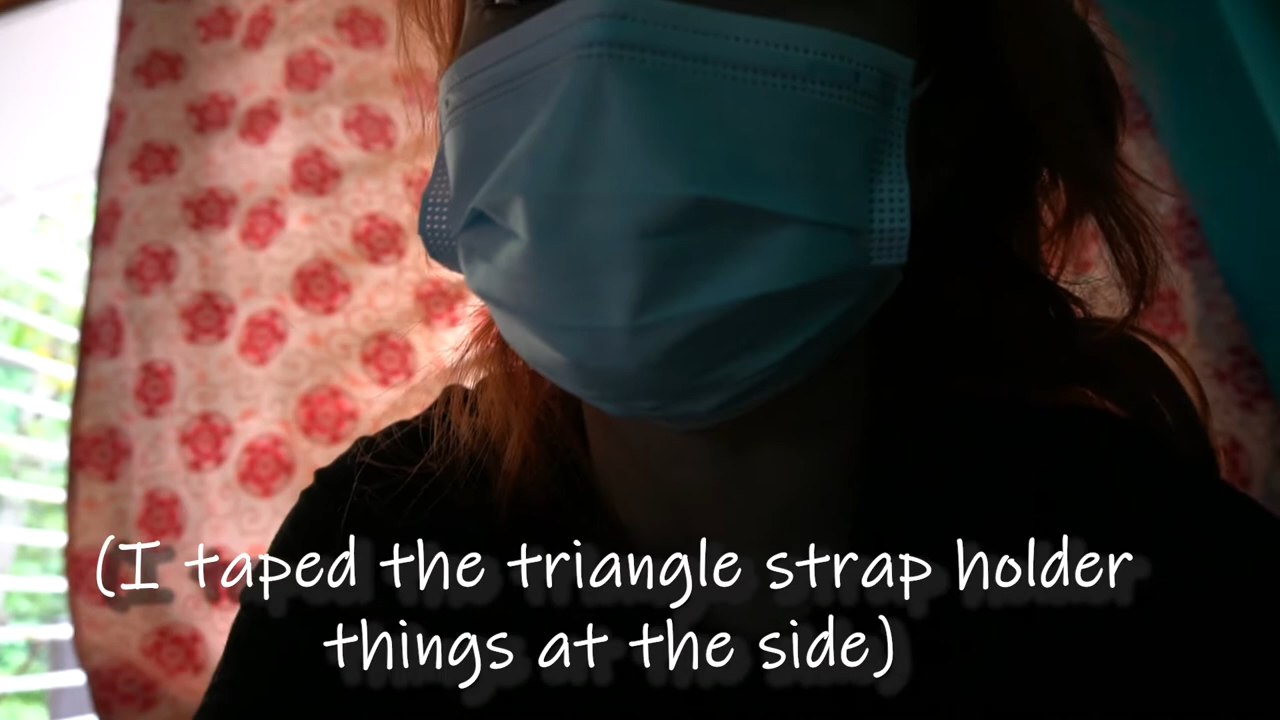 (I taped the triangle strap holder
things at the side)